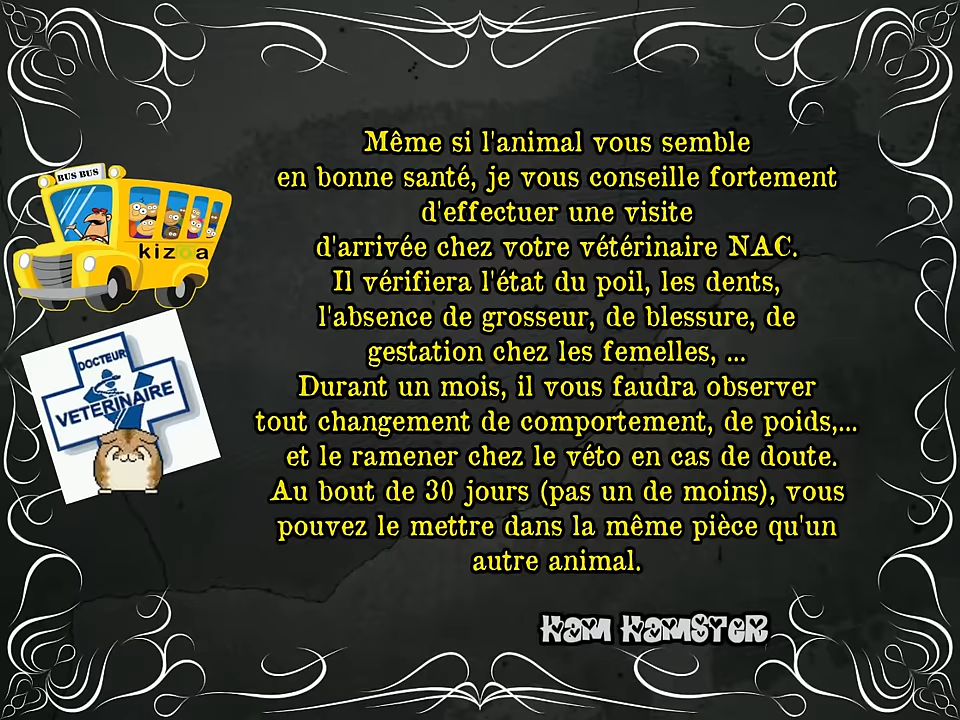 Même si l'animal vous semble
en bonne santé, je vous conseille fortement
d'effectuer une visite
d'arrivée chez votre vétérinaire NAC.
Il vérifiera l'état du poil, les dents,
l'absence de grosseur, de blessure, de
gestation chez les femelles, ...
Durant un mois, il vous faudra observer
tout changement de comportement, de poids,...
et le ramener chez le véto en cas de doute.
Au bout de 30 jours (pas un de moins), vous
pouvez le mettre dans la même pièce qu'un
autre animal.
BUS BUS
kizoa
DOCTEUR
VETERINAIRE
Ham Hamster